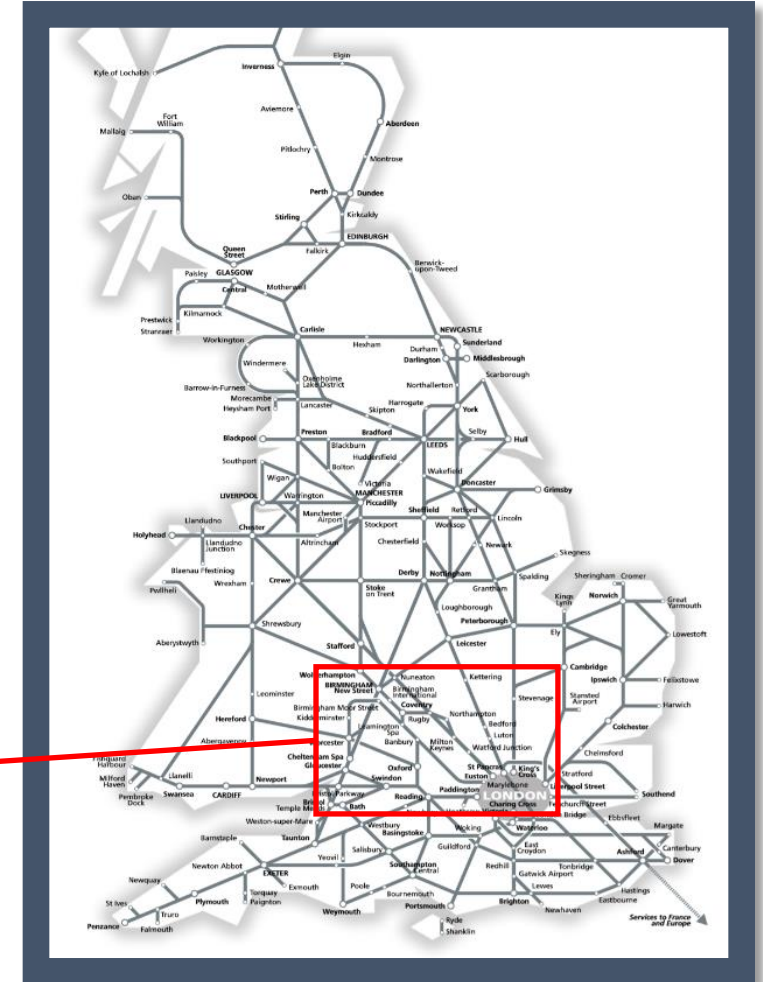 Elgin
Inverness
Kyle of Lochalsh
Aviemore
Fort
William
Mallaig
Aberdeen
Pitlochry
Montrose
Perth
Dundee
Oban
Stirling
Kirkcaldy
Queen
Street
Falkirk
EDINBURGH
Berwick-
upon-Tweed
Paisley
GLASGOW
Central
Motherwell
Prestwick
Kilmarnock
Stranraer
Carlisle
NEWCASTLE
Workington
Hexham
Durham
Sunderland
Darlington
Middlesbrough
Windermere
Scarborough
Oxenholme
Lake District
Barrow-in-Furness
Northallerton
Morecambe
Heysham Port
Lancaster
Harrogate
York
Skipton
Blackpool
Preston
Bradford
Selby
Hull
Blackburn
LEEDS
Huddersfield
Southport
Bolton
Wakefield
Wigan
Victoria
Doncaster
LIVERPOOL
Warrington
MANCHESTER
Piccadilly
Grimsby
Manchester
Airport
Sheffield
Retford
Lincoln
Llandudno
Stockport
Worksop
Holyhead
Chester
Llandudno
Junction
Altrincham
Chesterfield
Newark
Skegness
Blaenau Ffestiniog
Derby
Nottingham
Pwllheli
Wrexham
Crewe
Stoke
on Trent
Grantham
Spalding
Sheringham
Cromer
Kings
Lynn
Norwich
Great
Yarmouth
Loughborough
Shrewsbury
Peterborough
Ely
Lowestoft
Aberystwyth
Stafford
Leicester
Wolverhampton
Cambridge
BIRMINGHAM
New Street
Nuneaton
Kettering
Ipswich
Felixstowe
Birmingham
International
Leominster
Stevenage
Stansted
Airport
Harwich
Birmingham Moor Street
Coventry
Kidderminster
Rugby
Northampton
Hereford
Leamington
Spa
Bedford
Colchester
Abergavenny
Worcester
Banbury
Milton
Keynes
Luton
Watford Junction
Chelmsford
Fishguard
Harbour
Cheltenham Spa
Gloucester
Oxford
St Pancras
King's
Cross
Euston
Stratford
Milford
Haven
Llanelli
Swindon
Marylebone
Liverpool Street
Pembroke
Dock
Swansea
CARDIFF
Newport
Bristol Parkway
Reading
Paddington
LONDON
Southend
Bristol
Temple Meads
Bath
Charing Cross
Fenchurch Street
Bridge
Ebbsfleet
Weston-super-Mare
Westbury
Basingstoke
Woking
Waterloo
Margate
Barnstaple
Taunton
East
Croydon
Canterbury
Yeovil
Salisbury
Guildford
Ashford
Dover
Newton Abbot
EXETER
Southampton
Central
Redhill
Tonbridge
Gatwick Airport
Newquay
Exmouth
Poole
Lewes
Hastings
Torquay
Paignton
Bournemouth
Eastbourne
St Ives
Plymouth
Weymouth
Portsmouth
Brighton
Newhaven
Truro
Ryde
Penzance
Falmouth
Shanklin
Services to France
and Europe